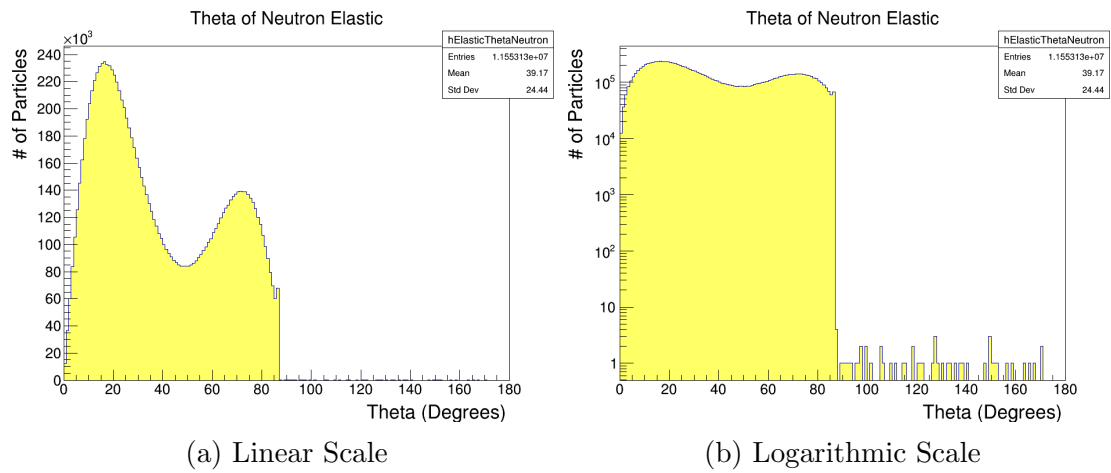 Theta of Neutron Elastic
×10³
hElasticThetaNeutron
Entries 1.155313e+07
Mean 39.17
Std Dev 24.44
# of Particles
240
220
200
180
160
140
120
100
80
60
40
20
0
0 20 40 60 80 100 120 140 160 180
Theta (Degrees)
(a) Linear Scale
Theta of Neutron Elastic
hElasticThetaNeutron
Entries 1.155313e+07
Mean 39.17
Std Dev 24.44
# of Particles
10⁵
10⁴
10³
10²
10
1
0 20 40 60 80 100 120 140 160 180
Theta (Degrees)
(b) Logarithmic Scale